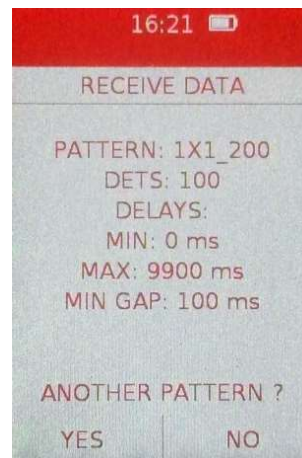 16:21
RECEIVE DATA
PATTERN: 1X1_200
DETS: 100
DELAYS:
MIN: 0 ms
MAX: 9900 ms
MIN GAP: 100 ms
ANOTHER PATTERN ?
YES NO